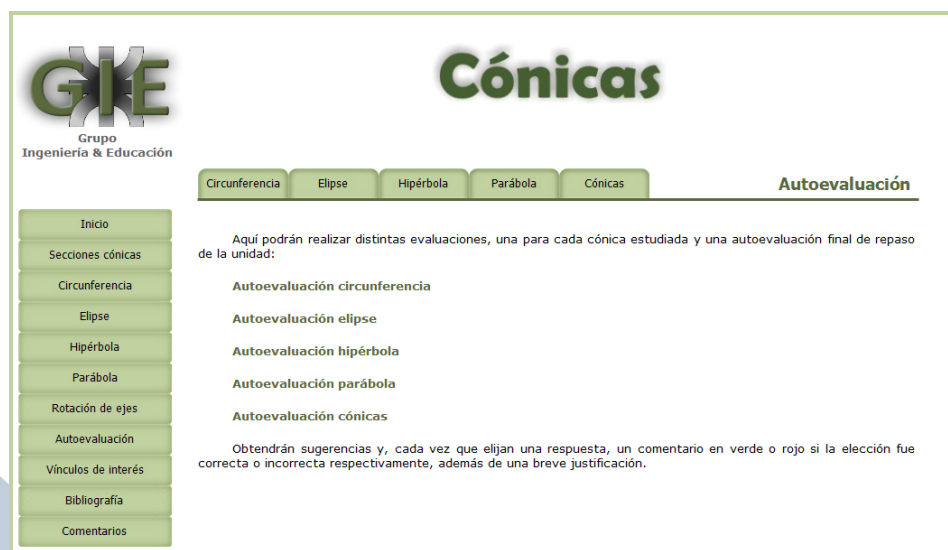 GIE
Cónicas
Grupo
Ingeniería & Educación
Circunferencia
Elipse
Hipérbola
Parábola
Cónicas
Autoevaluación
Inicio
Secciones cónicas
Circunferencia
Elipse
Hipérbola
Parábola
Rotación de ejes
Autoevaluación
Vínculos de interés
Bibliografía
Comentarios
Aquí podrán realizar distintas evaluaciones, una para cada cónica estudiada y una autoevaluación final de repaso
de la unidad:
Autoevaluación circunferencia
Autoevaluación elipse
Autoevaluación hipérbola
Autoevaluación parábola
Autoevaluación cónicas
Obtendrán sugerencias y, cada vez que elijan una respuesta, un comentario en verde o rojo si la elección fue
correcta o incorrecta respectivamente, además de una breve justificación.